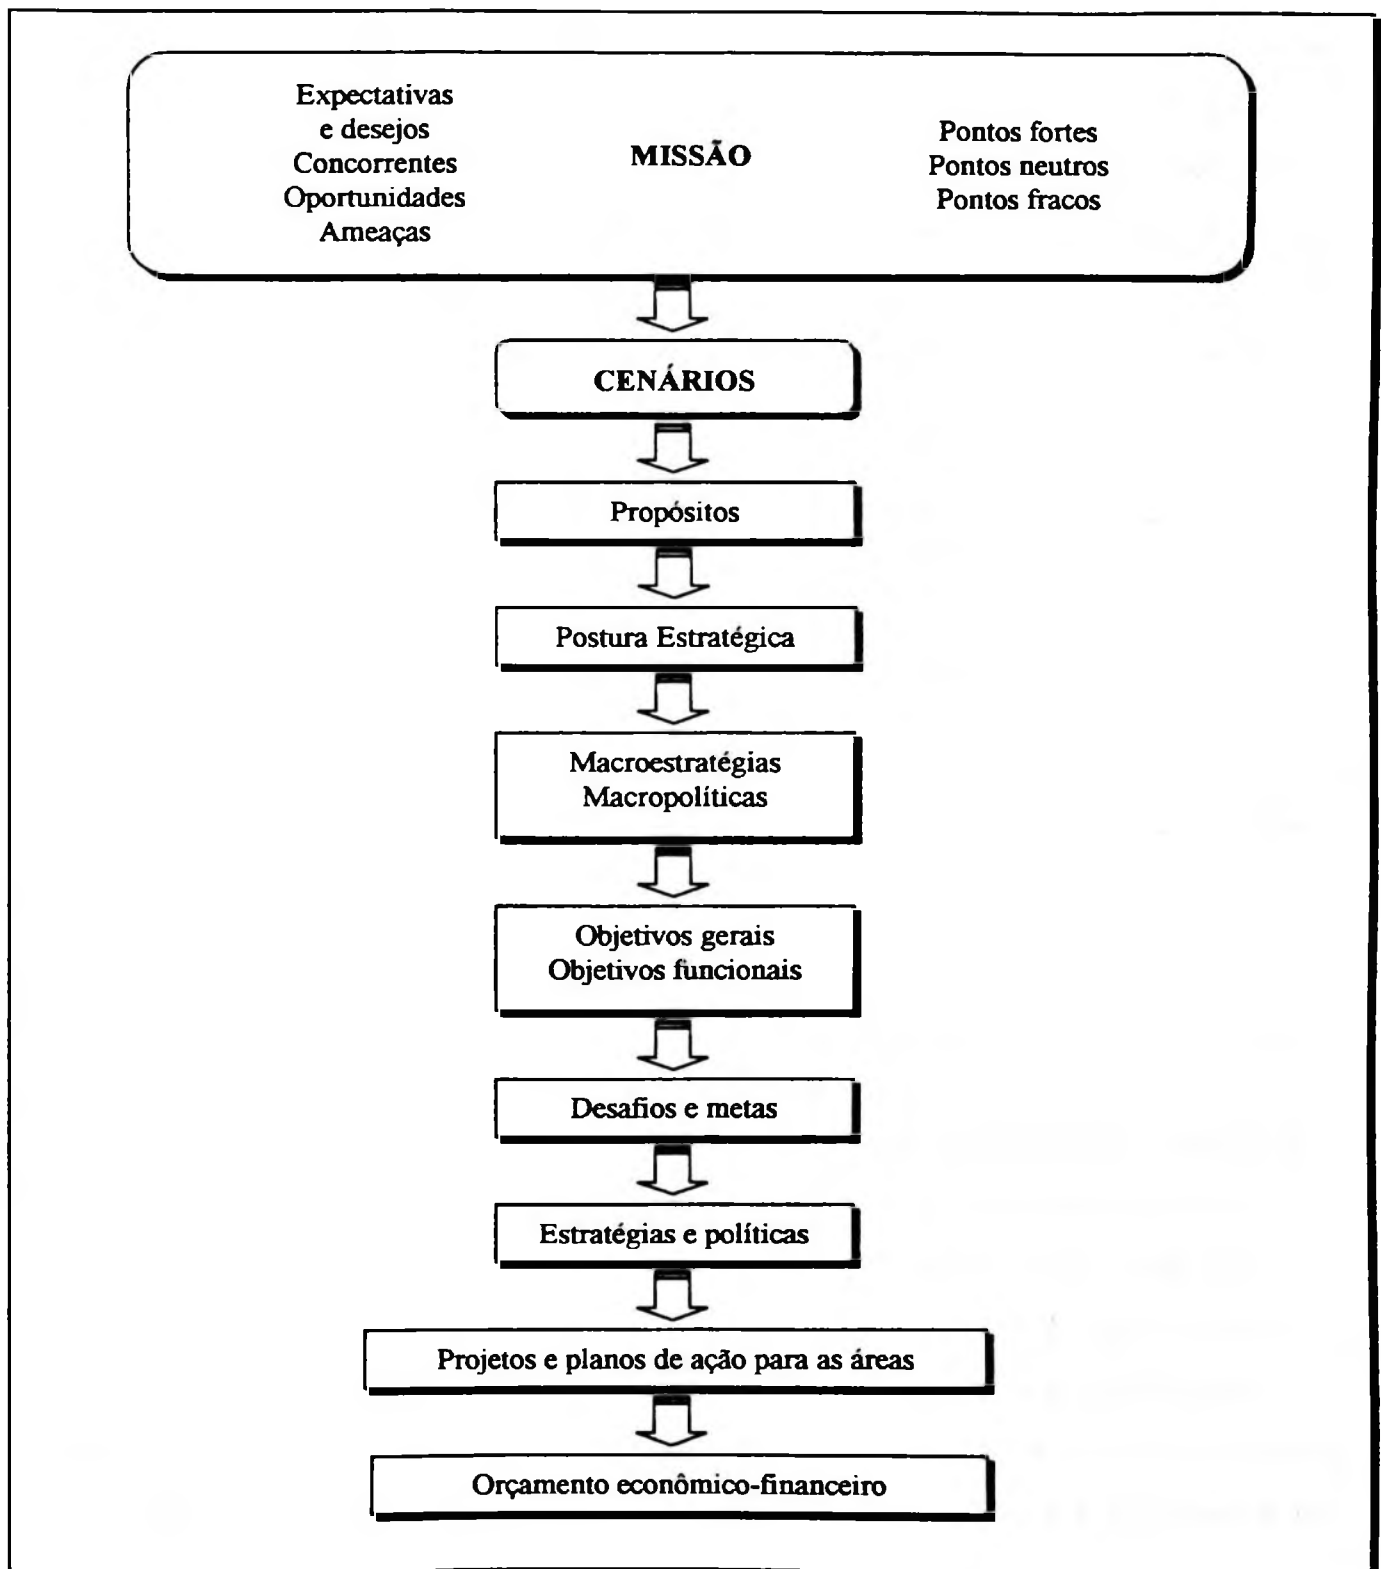 Expectativas
e desejos
Concorrentes
Oportunidades
Ameaças
MISSÃO
Pontos fortes
Pontos neutros
Pontos fracos
CENÁRIOS
Propósitos
Postura Estratégica
Macroestratégias
Macropolíticas
Objetivos gerais
Objetivos funcionais
Desafios e metas
Estratégias e políticas
Projetos e planos de ação para as áreas
Orçamento econômico-financeiro